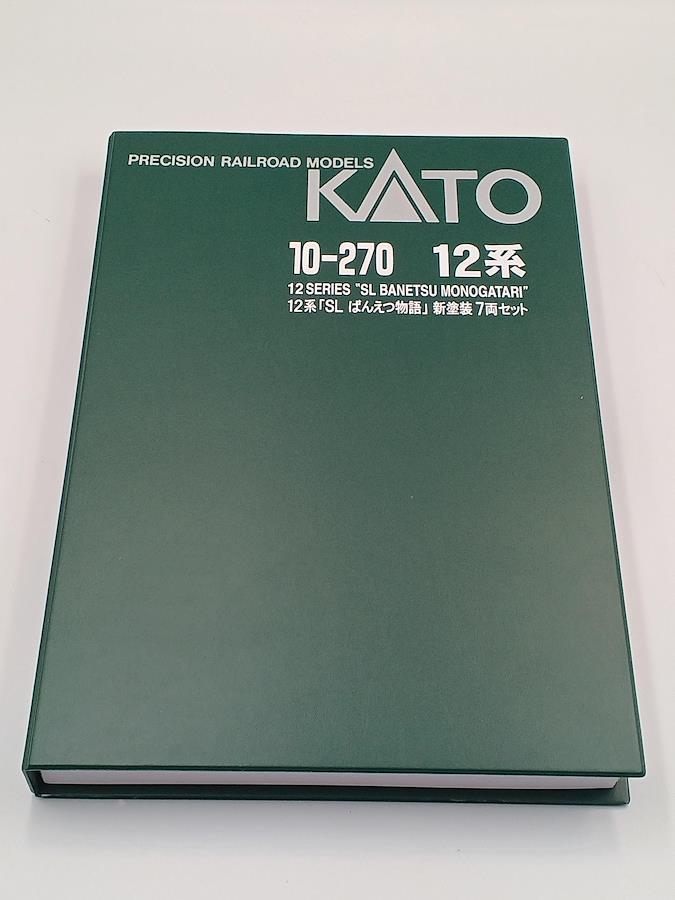 PRECISION RAILROAD MODELS
KATO
10-270 12系
12 SERIES "SL BANETSU MONOGATARI"
12系「SL ばんえつ物語」新塗装7両セット